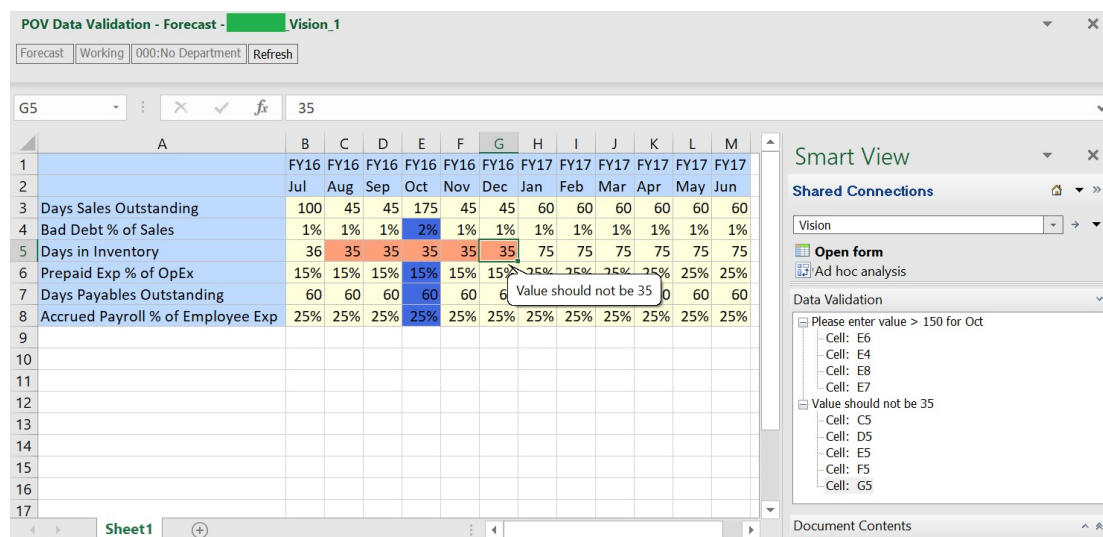 POV Data Validation - Forecast - _Vision_1
Forecast Working 000:No Department Refresh
G5 fx 35
A B C D E F G H I J K L M
1 FY16 FY16 FY16 FY16 FY16 FY16 FY17 FY17 FY17 FY17 FY17 FY17
2 Jul Aug Sep Oct Nov Dec Jan Feb Mar Apr May Jun
3 Days Sales Outstanding 100 45 45 175 45 45 60 60 60 60 60 60
4 Bad Debt % of Sales 1% 1% 1% 2% 1% 1% 1% 1% 1% 1% 1% 1%
5 Days in Inventory 36 35 35 35 35 35 75 75 75 75 75 75
6 Prepaid Exp % of OpEx 15% 15% 15% 15% 15% 15% 25% 25% 25% 25% 25% 25%
7 Days Payables Outstanding 60 60 60 60 60 6 0 60 60
Value should not be 35
8 Accrued Payroll % of Employee Exp 25% 25% 25% 25% 25% 25% 25% 25% 25% 25% 25% 25%
9
10
11
12
13
14
15
16
17
Sheet1
Smart View
Shared Connections
Vision
Open form
Ad hoc analysis
Data Validation
Please enter value > 150 for Oct
Cell: E6
Cell: E4
Cell: E8
Cell: E7
Value should not be 35
Cell: C5
Cell: D5
Cell: E5
Cell: F5
Cell: G5
Document Contents